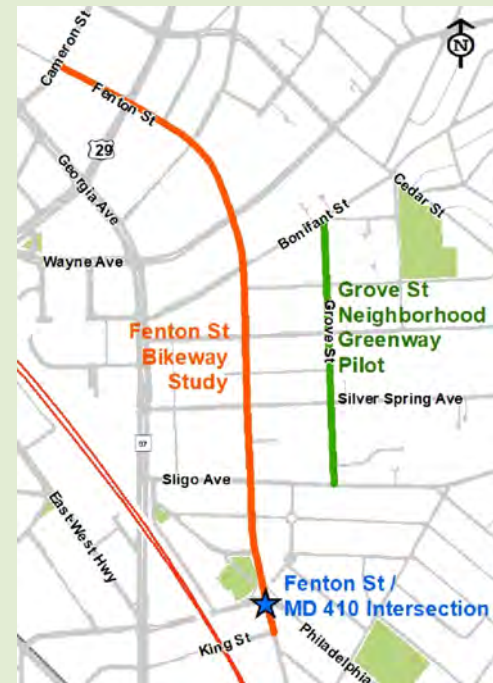 Cameron St
N
Fenton St
29
Georgia Ave
Cedar St
Bonifant St
Wayne Ave
Grove St
Neighborhood
Greenway
Pilot
Grove St
Fenton St
Bikeway
Study
Silver Spring Ave
97
Sligo Ave
East-West Hwy
Fenton St /
MD 410 Intersection
King St
Philadelphia